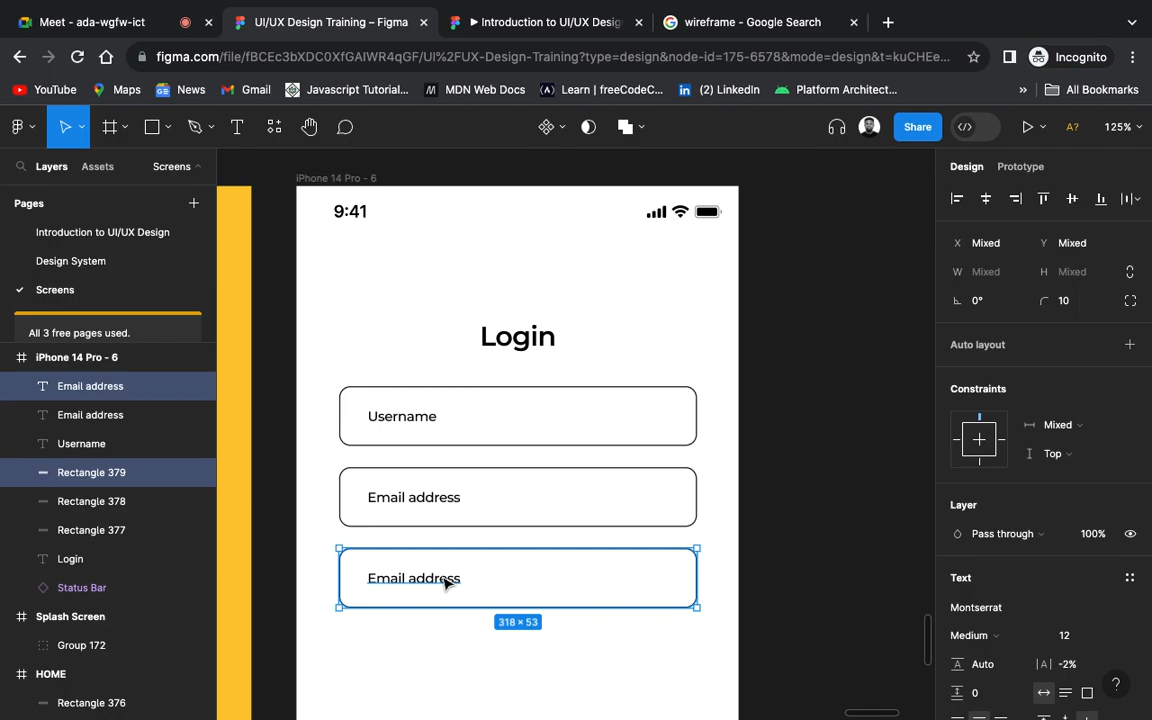 Meet - ada-wgfw-ict
UI/UX Design Training – Figma
▶ Introduction to UI/UX Desig
wireframe - Google Search
figma.com/file/fBCEc3bXDC0XfGAIWR4qGF/UI%2FUX-Design-Training?type=design&node-id=175-6578&mode=design&t=kuCHEe...
Incognito
YouTube
Maps
News
Gmail
Javascript Tutorial...
MDN Web Docs
Learn | freeCodeC...
(2) LinkedIn
Platform Architect...
»
All Bookmarks
Share
A?
125%
Layers
Assets
Screens
Pages
Introduction to UI/UX Design
Design System
Screens
All 3 free pages used.
iPhone 14 Pro - 6
Email address
Email address
Username
Rectangle 379
Rectangle 378
Rectangle 377
Login
Status Bar
Splash Screen
Group 172
HOME
Rectangle 376
iPhone 14 Pro - 6
9:41
Login
Username
Email address
Email address
318 × 53
Design
Prototype
X Mixed
Y Mixed
W Mixed
H Mixed
0°
10
Auto layout
Constraints
Mixed
Top
Layer
Pass through
100%
Text
Montserrat
Medium
12
Auto
-2%
0
?